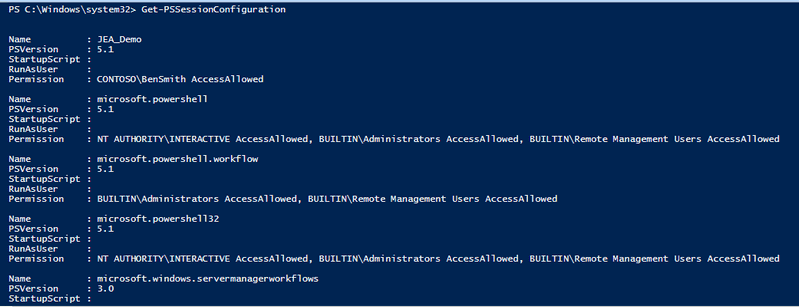 PS C:\Windows\system32> Get-PSSessionConfiguration
Name : JEA_Demo
PSVersion : 5.1
StartupScript :
RunAsUser :
Permission : CONTOSO\BenSmith AccessAllowed
Name : microsoft.powershell
PSVersion : 5.1
StartupScript :
RunAsUser :
Permission : NT AUTHORITY\INTERACTIVE AccessAllowed, BUILTIN\Administrators AccessAllowed, BUILTIN\Remote Management Users AccessAllowed
Name : microsoft.powershell.workflow
PSVersion : 5.1
StartupScript :
RunAsUser :
Permission : BUILTIN\Administrators AccessAllowed, BUILTIN\Remote Management Users AccessAllowed
Name : microsoft.powershell32
PSVersion : 5.1
StartupScript :
RunAsUser :
Permission : NT AUTHORITY\INTERACTIVE AccessAllowed, BUILTIN\Administrators AccessAllowed, BUILTIN\Remote Management Users AccessAllowed
Name : microsoft.windows.servermanagerworkflows
PSVersion : 3.0
StartupScript :